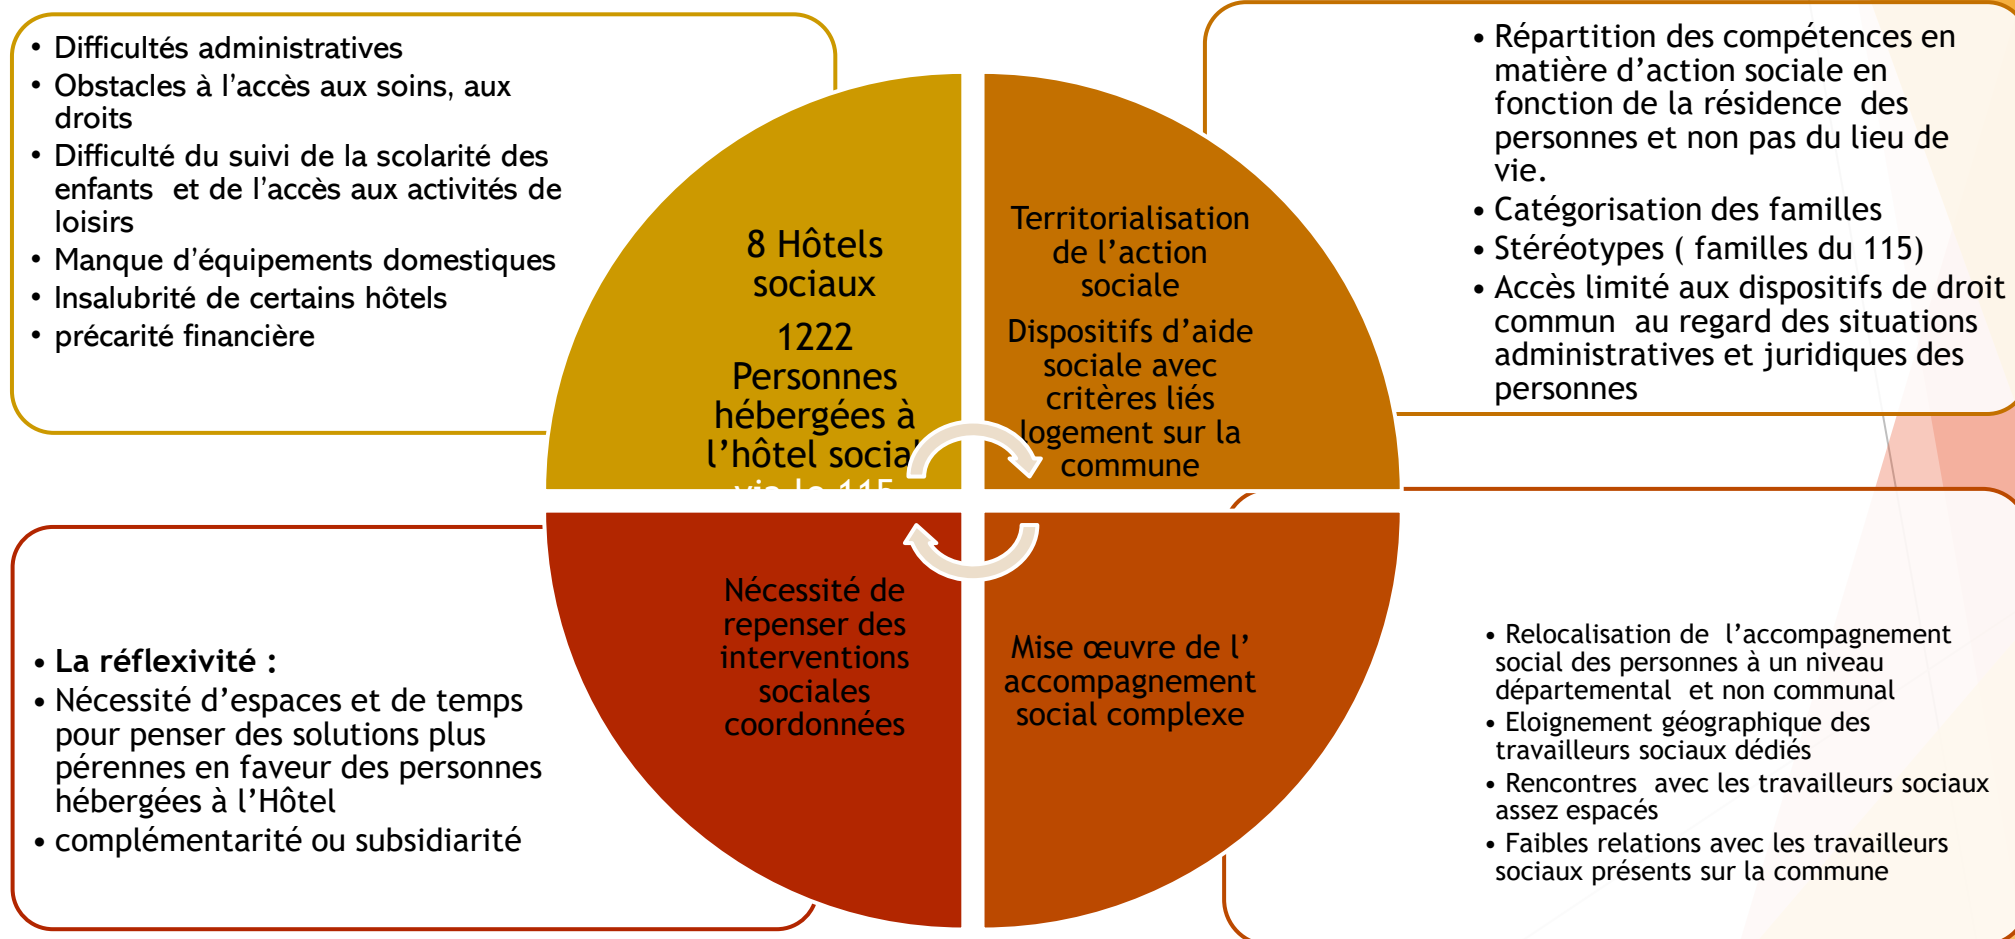 • Difficultés administratives
• Obstacles à l’accès aux soins, aux
droits
• Difficulté du suivi de la scolarité des
enfants et de l’accès aux activités de
loisirs
• Manque d’équipements domestiques
• Insalubrité de certains hôtels
• précarité financière
8 Hôtels
sociaux
1222
Personnes
hébergées à
l’hôtel social
via le 115
Territorialisation
de l’action
sociale
Dispositifs d’aide
sociale avec
critères liés
logement sur la
commune
• Répartition des compétences en
matière d’action sociale en
fonction de la résidence des
personnes et non pas du lieu de
vie.
• Catégorisation des familles
• Stéréotypes ( familles du 115)
• Accès limité aux dispositifs de droit
commun au regard des situations
administratives et juridiques des
personnes
• La réflexivité :
• Nécessité d’espaces et de temps
pour penser des solutions plus
pérennes en faveur des personnes
hébergées à l’Hôtel
• complémentarité ou subsidiarité
Nécessité de
repenser des
interventions
sociales
coordonnées
Mise œuvre de l’
accompagnement
social complexe
• Relocalisation de l’accompagnement
social des personnes à un niveau
départemental et non communal
• Eloignement géographique des
travailleurs sociaux dédiés
• Rencontres avec les travailleurs sociaux
assez espacés
• Faibles relations avec les travailleurs
sociaux présents sur la commune